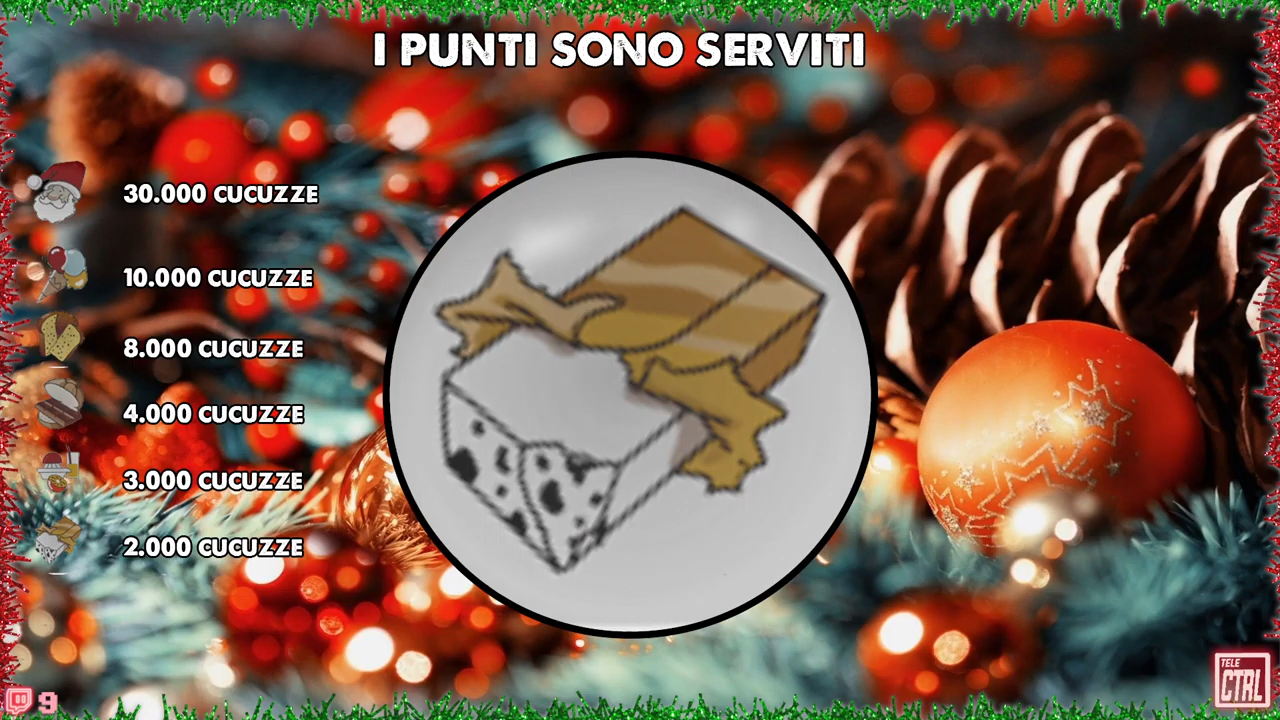 I PUNTI SONO SERVITI
30.000 CUCUZZE
10.000 CUCUZZE
8.000 CUCUZZE
4.000 CUCUZZE
3.000 CUCUZZE
2.000 CUCUZZE
9
TELE
CTRL